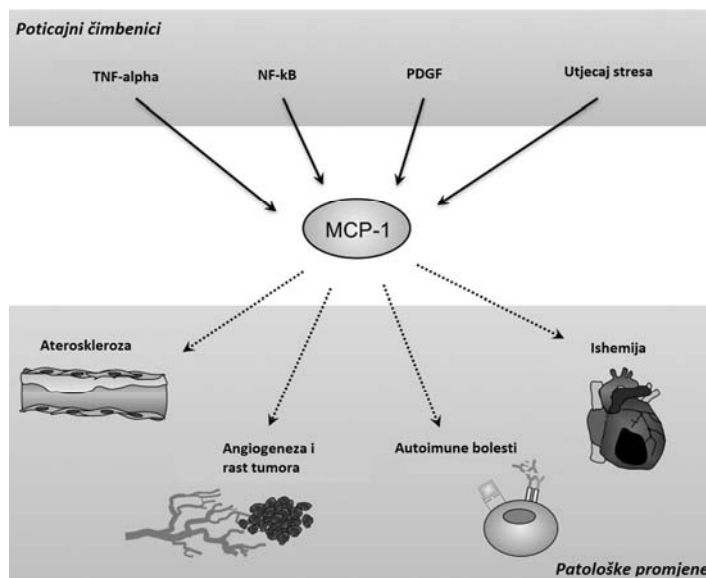 Poticajni čimbenici
TNF-alpha
NF-kB
PDGF
Utjecaj stresa
MCP-1
Ateroskleroza
Ishemija
Angiogeneza i
rast tumora
Autoimune bolesti
Patološke promjene